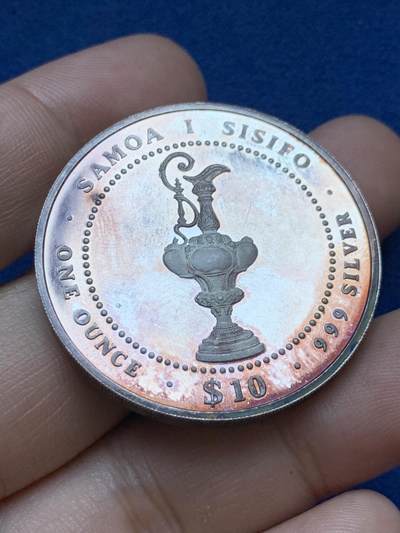 · SAMOA I SISIFO ·
ONE OUNCE · $10 · 999 SILVER